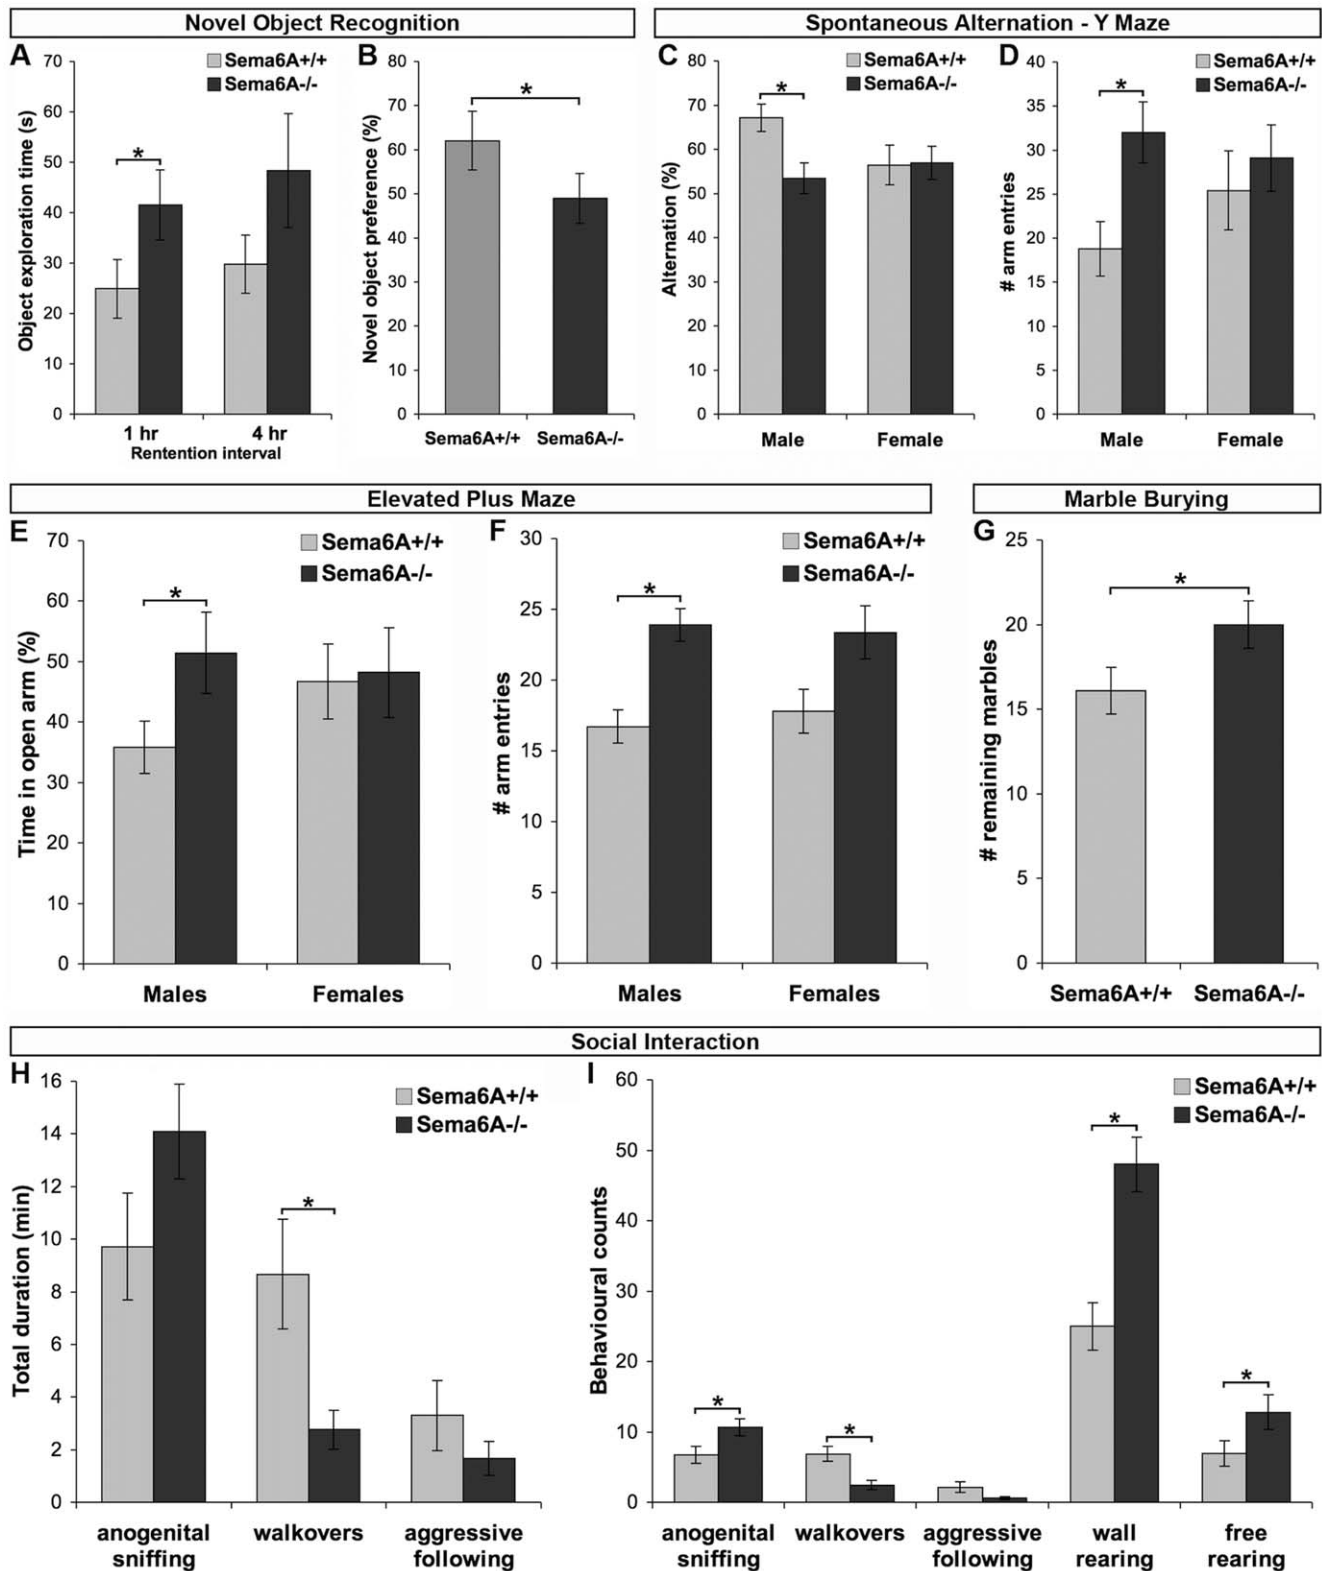 Novel Object Recognition
Spontaneous Alternation - Y Maze
A
Object exploration time (s)
70
60
50
40
30
20
10
0
Sema6A+/+
Sema6A-/-
*
1 hr
4 hr
Rentention interval
B
Novel object preference (%)
80
70
60
50
40
30
20
10
0
*
Sema6A+/+
Sema6A-/-
C
Alternation (%)
80
70
60
50
40
30
20
10
0
Sema6A+/+
Sema6A-/-
*
Male
Female
D
# arm entries
40
35
30
25
20
15
10
5
0
Sema6A+/+
Sema6A-/-
*
Male
Female
Elevated Plus Maze
Marble Burying
E
Time in open arm (%)
70
60
50
40
30
20
10
0
Sema6A+/+
Sema6A-/-
*
Males
Females
F
# arm entries
30
25
20
15
10
5
0
Sema6A+/+
Sema6A-/-
*
Males
Females
G
# remaining marbles
25
20
15
10
5
0
*
Sema6A+/+
Sema6A-/-
Social Interaction
H
Total duration (min)
16
14
12
10
8
6
4
2
0
Sema6A+/+
Sema6A-/-
*
anogenital
sniffing
walkovers
aggressive
following
I
Behavioural counts
60
50
40
30
20
10
0
Sema6A+/+
Sema6A-/-
*
*
*
*
anogenital
sniffing
walkovers
aggressive
following
wall
rearing
free
rearing